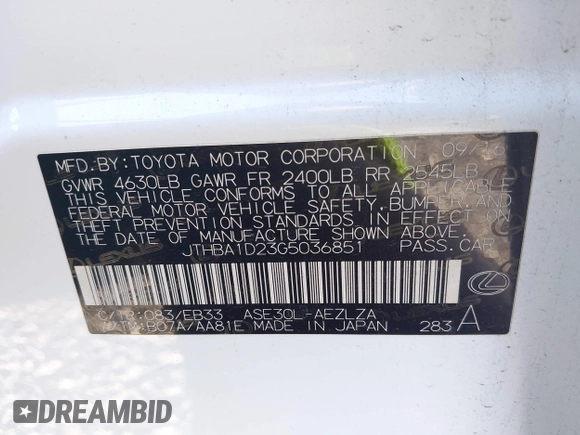 MFD.BY:TOYOTA MOTOR CORPORATION 09/16
GVWR 4630LB GAWR FR 2400LB RR 2545LB
THIS VEHICLE CONFORMS TO ALL APPLICABLE
FEDERAL MOTOR VEHICLE SAFETY, BUMPER, AND
THEFT PREVENTION STANDARDS IN EFFECT ON
THE DATE OF MANUFACTURE SHOWN ABOVE.
JTHBA1D23G5036851 PASS.CAR
C/TR:083/EB33 ASE30L-AEZLZA
A/TM:B07A/AA81E MADE IN JAPAN 283 A
DREAMBID